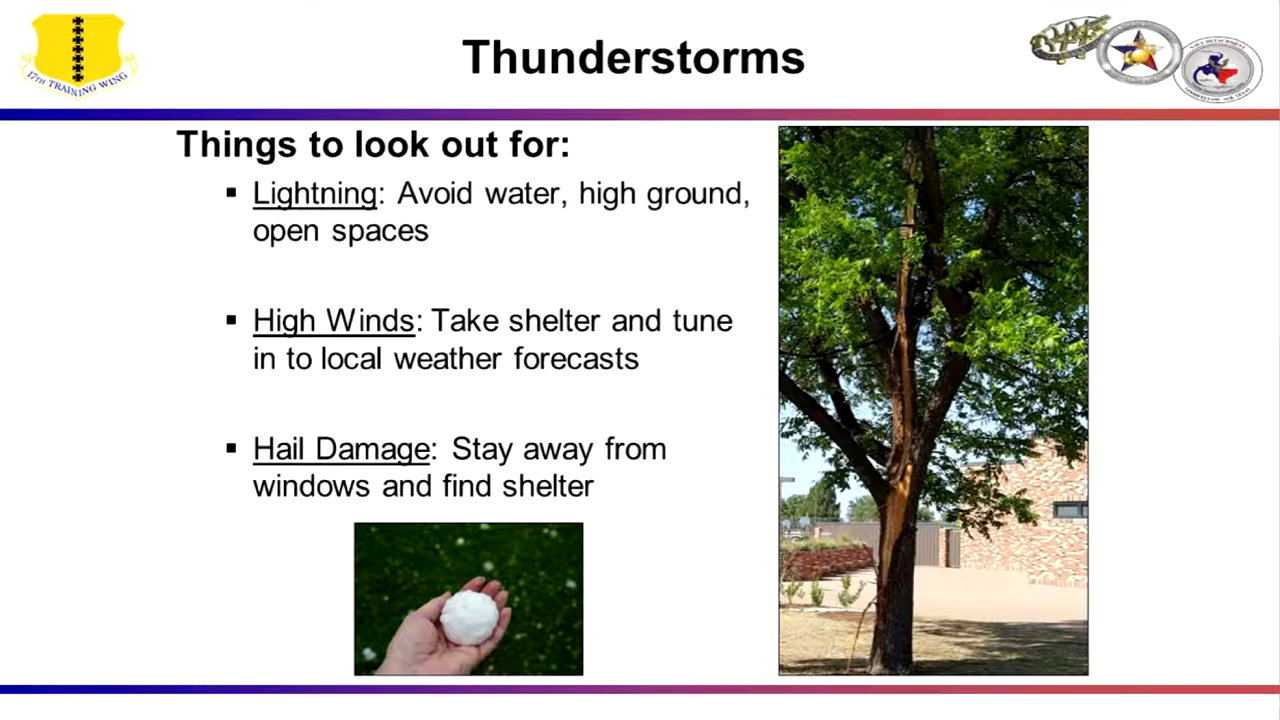 Thunderstorms
17TH TRAINING WING
Things to look out for:
▪ Lightning: Avoid water, high ground,
open spaces
▪ High Winds: Take shelter and tune
in to local weather forecasts
▪ Hail Damage: Stay away from
windows and find shelter